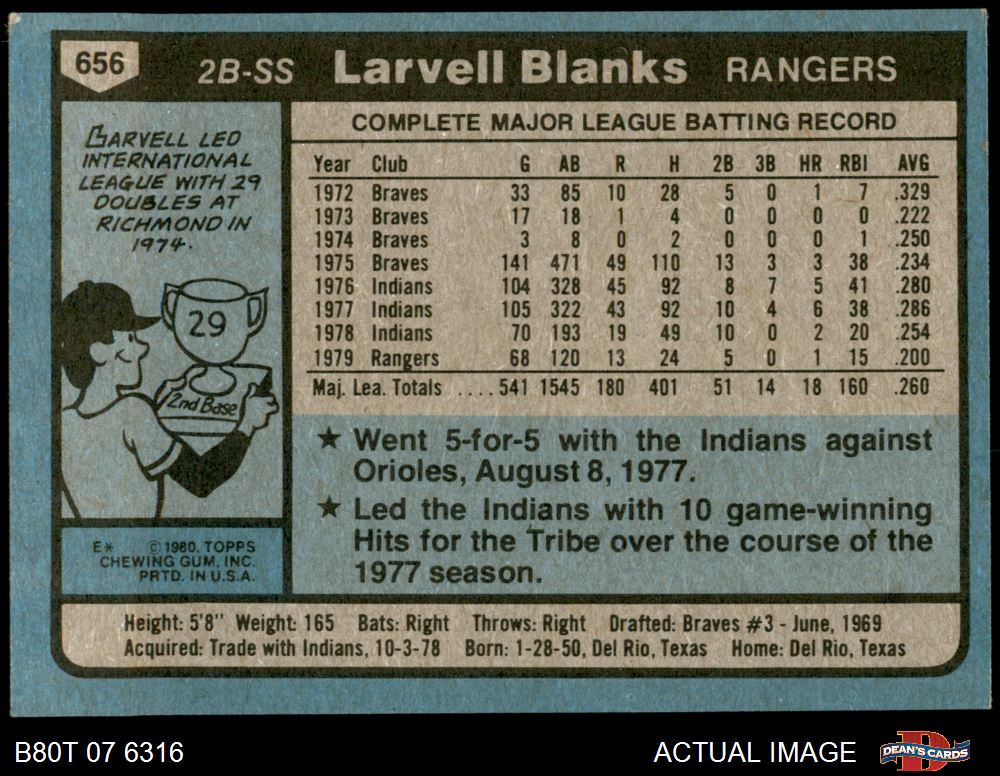 656 2B-SS Larvell Blanks RANGERS
LARVELL LED
INTERNATIONAL
LEAGUE WITH 29
DOUBLES AT
RICHMOND IN
1974.
29
2nd Base
E* © 1980, TOPPS
CHEWING GUM, INC.
PRTD. IN U.S.A.
COMPLETE MAJOR LEAGUE BATTING RECORD
Year Club G AB R H 2B 3B HR RBI AVG
1972 Braves 33 85 10 28 5 0 1 7 .329
1973 Braves 17 18 1 4 0 0 0 0 .222
1974 Braves 3 8 0 2 0 0 0 1 .250
1975 Braves 141 471 49 110 13 3 3 38 .234
1976 Indians 104 328 45 92 8 7 5 41 .280
1977 Indians 105 322 43 92 10 4 6 38 .286
1978 Indians 70 193 19 49 10 0 2 20 .254
1979 Rangers 68 120 13 24 5 0 1 15 .200
Maj. Lea. Totals .... 541 1545 180 401 51 14 18 160 .260
★ Went 5-for-5 with the Indians against
Orioles, August 8, 1977.
★ Led the Indians with 10 game-winning
Hits for the Tribe over the course of the
1977 season.
Height: 5'8" Weight: 165 Bats: Right Throws: Right Drafted: Braves #3 - June, 1969
Acquired: Trade with Indians, 10-3-78 Born: 1-28-50, Del Rio, Texas Home: Del Rio, Texas
B80T 07 6316 ACTUAL IMAGE D DEAN'S CARDS